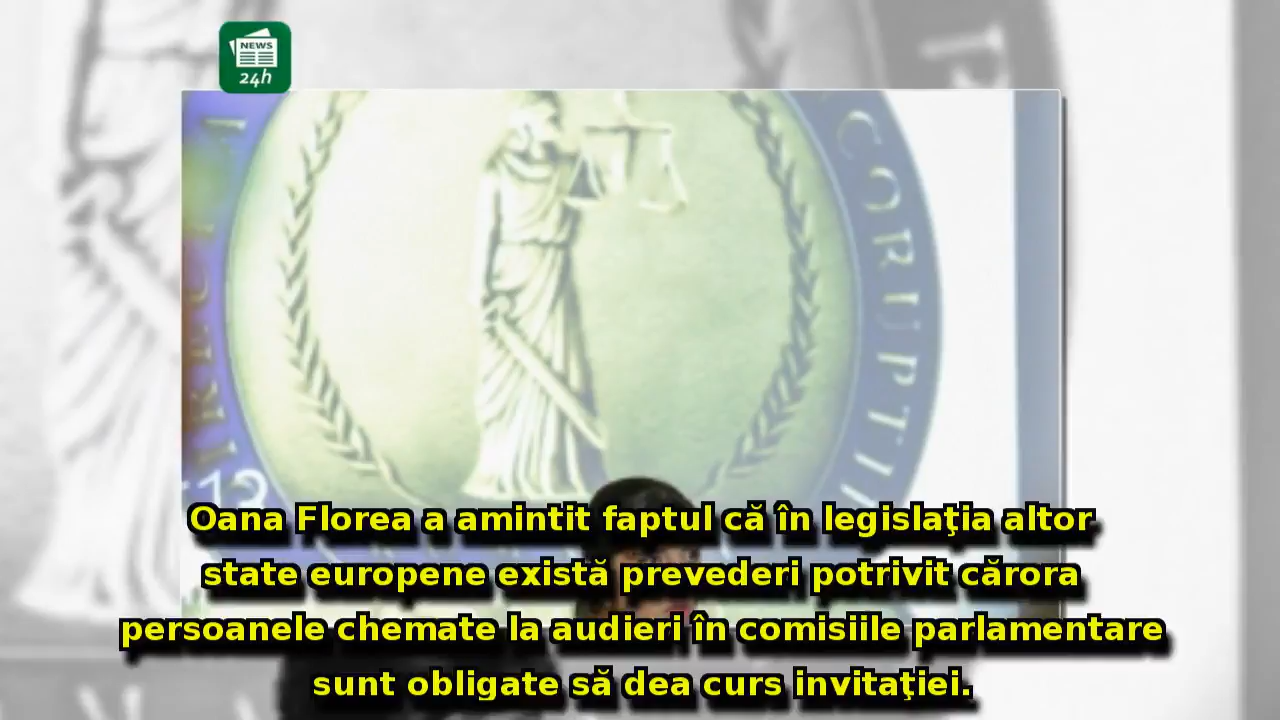 NEWS
24h
CORUPȚI
Oana Florea a amintit faptul că în legislaţia altor
state europene există prevederi potrivit cărora
persoanele chemate la audieri în comisiile parlamentare
sunt obligate să dea curs invitaţiei.